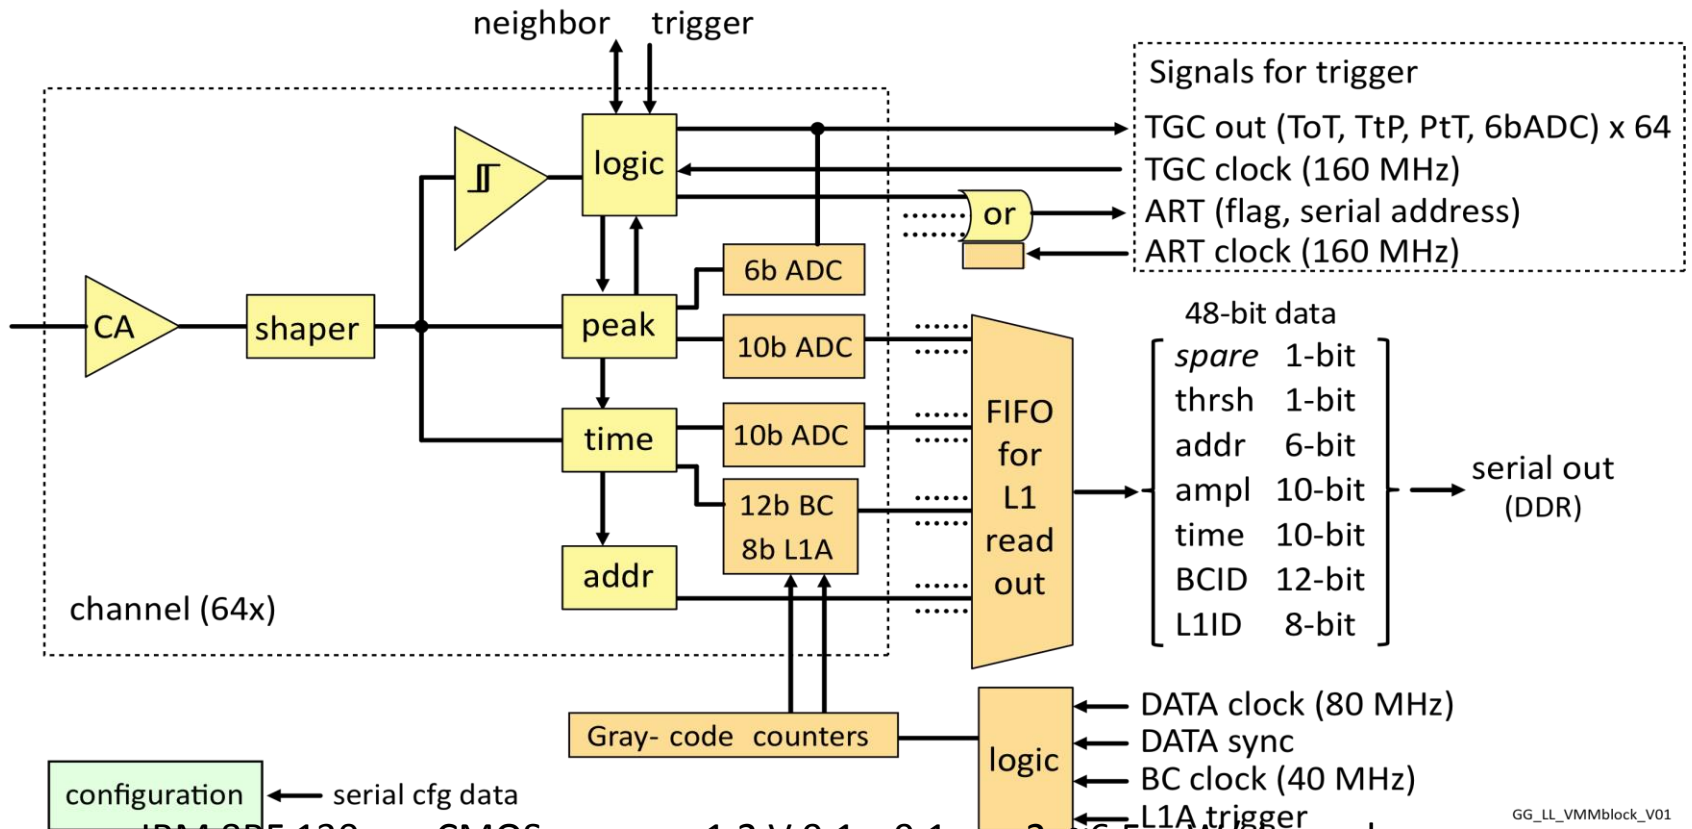 neighbor trigger
Signals for trigger
TGC out (ToT, TtP, PtT, 6bADC) x 64
TGC clock (160 MHz)
ART (flag, serial address)
ART clock (160 MHz)
logic
or
6b ADC
CA
shaper
peak
10b ADC
time
10b ADC
12b BC
8b L1A
addr
channel (64x)
FIFO
for
L1
read
out
48-bit data
spare 1-bit
thrsh 1-bit
addr 6-bit
ampl 10-bit
time 10-bit
BCID 12-bit
L1ID 8-bit
serial out
(DDR)
Gray- code counters
logic
DATA clock (80 MHz)
DATA sync
BC clock (40 MHz)
L1A trigger
configuration
serial cfg data
GG_LL_VMMblock_V01